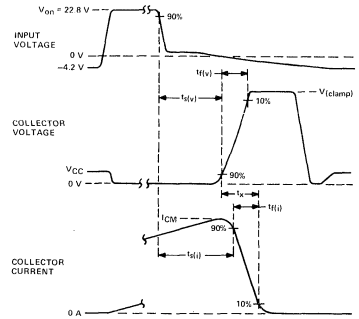 Von = 22.8 V
90%
INPUT
VOLTAGE
0 V
−4.2 V
tf(v)
ts(v)
10%
V(clamp)
COLLECTOR
VOLTAGE
VCC
0 V
90%
tx
tf(i)
ICM
90%
ts(i)
COLLECTOR
CURRENT
10%
0 A